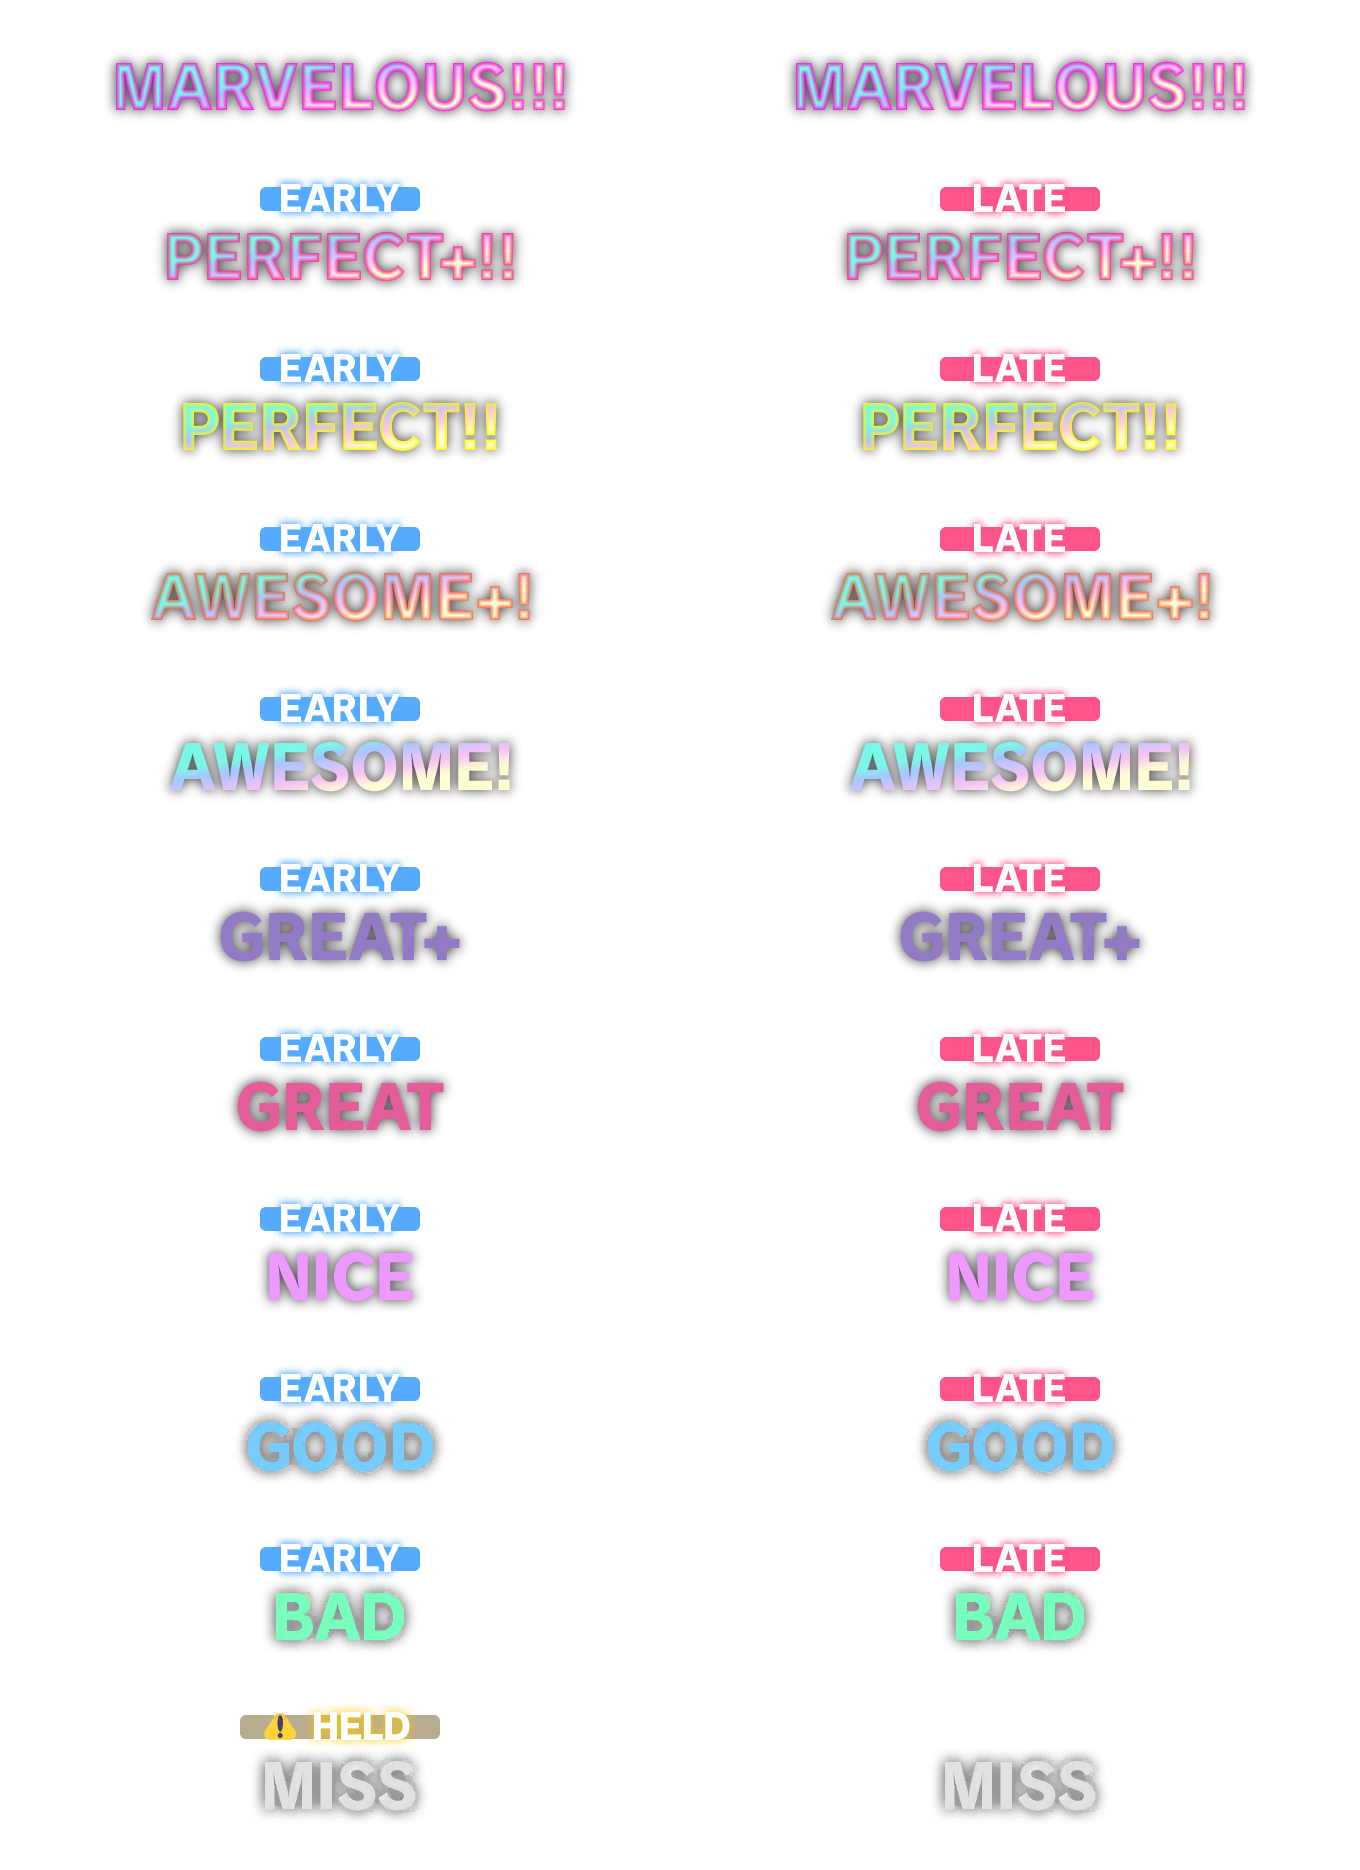 MARVELOUS!!! MARVELOUS!!!
EARLY LATE
PERFECT+!! PERFECT+!!
EARLY LATE
PERFECT!! PERFECT!!
EARLY LATE
AWESOME+! AWESOME+!
EARLY LATE
AWESOME! AWESOME!
EARLY LATE
GREAT+ GREAT+
EARLY LATE
GREAT GREAT
EARLY LATE
NICE NICE
EARLY LATE
GOOD GOOD
EARLY LATE
BAD BAD
⚠ HELD
MISS MISS